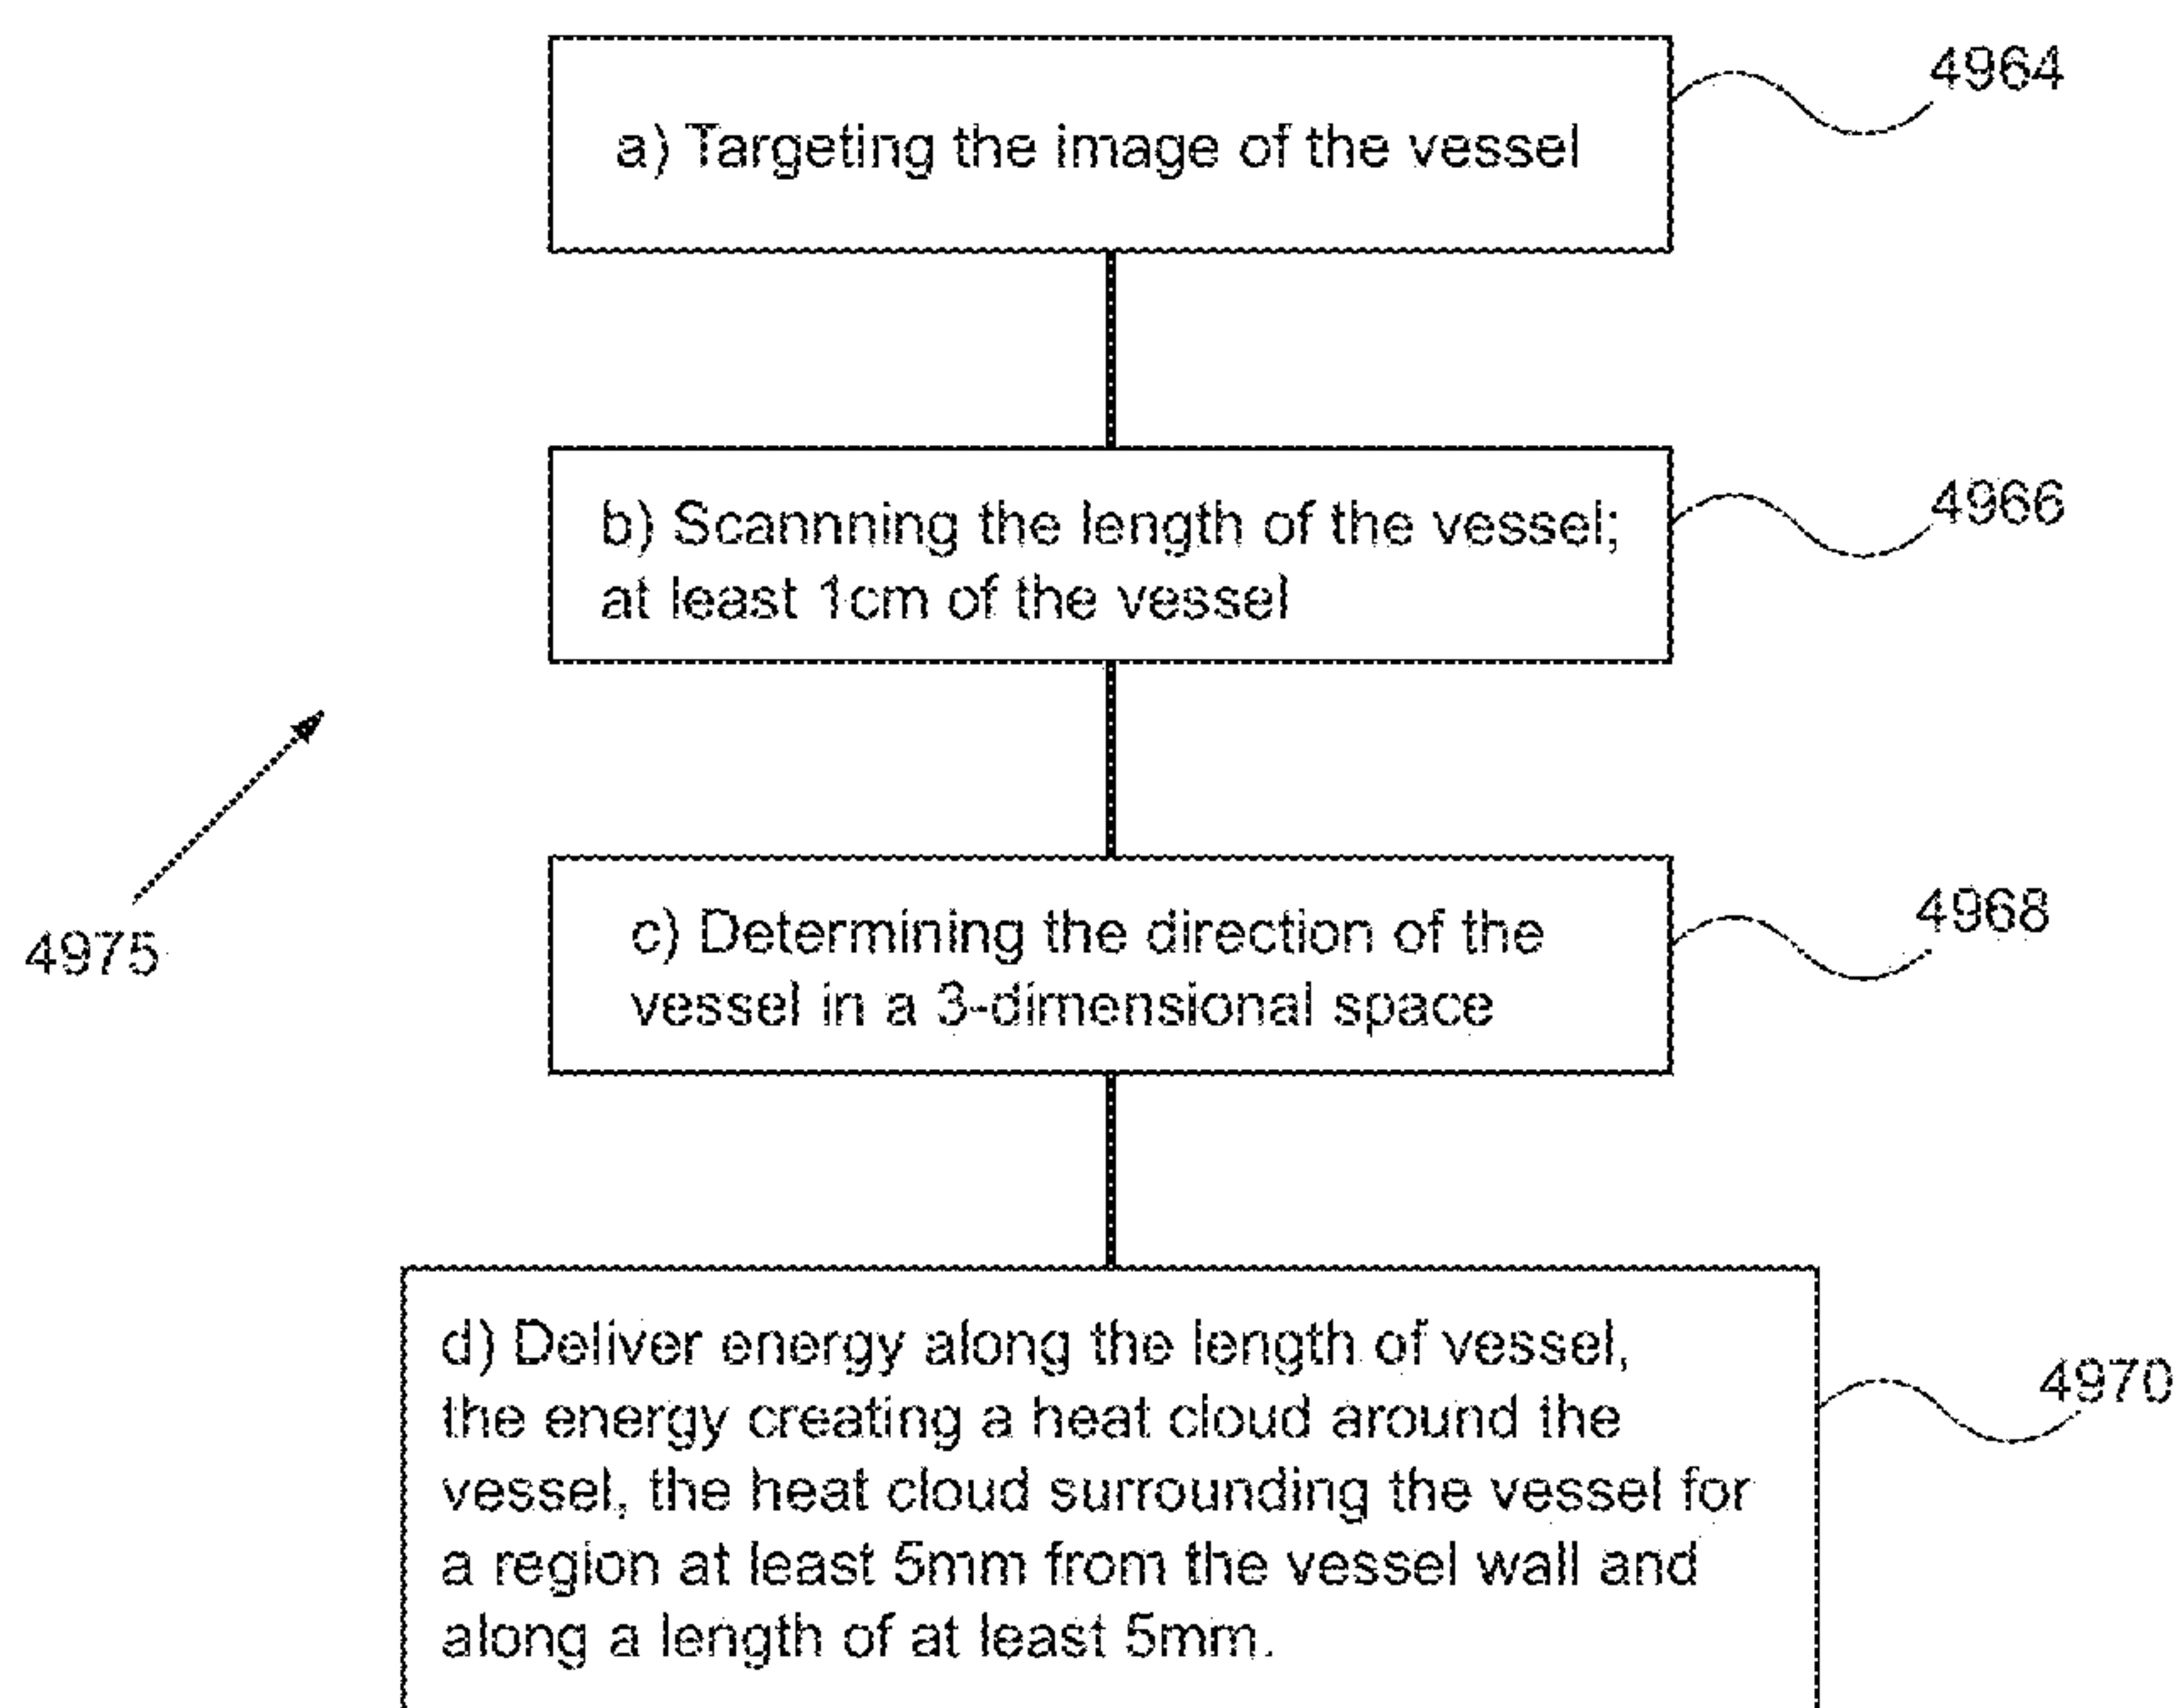 a) Targeting the image of the vessel
4964
b) Scannning the length of the vessel;
at least 1cm of the vessel
4966
c) Determining the direction of the
vessel in a 3-dimensional space
4968
4975
d) Deliver energy along the length of vessel,
the energy creating a heat cloud around the
vessel, the heat cloud surrounding the vessel for
a region at least 5mm from the vessel wall and
along a length of at least 5mm.
4970